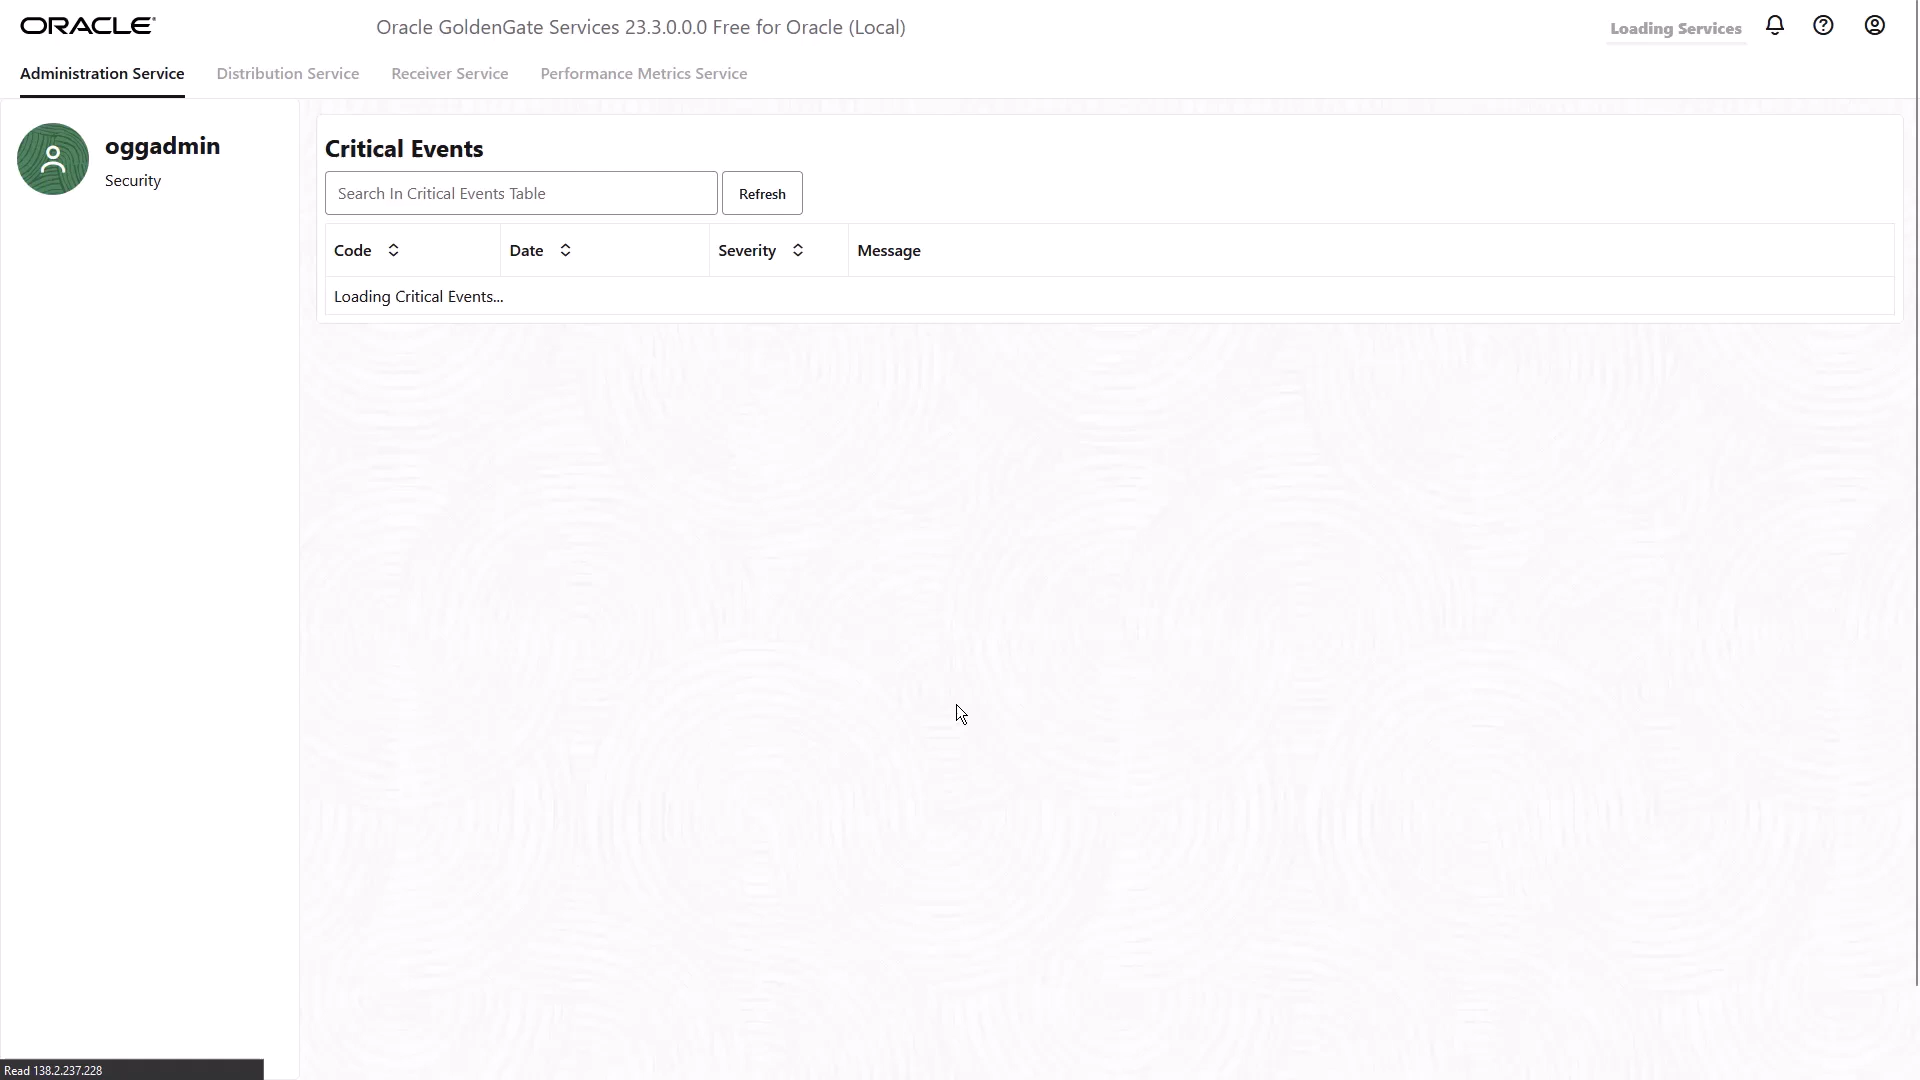 ORACLE
Oracle GoldenGate Services 23.3.0.0.0 Free for Oracle (Local)
Loading Services
Administration Service
Distribution Service
Receiver Service
Performance Metrics Service
oggadmin
Security
Critical Events
Search In Critical Events Table
Refresh
Code
Date
Severity
Message
Loading Critical Events...
Read 138.2.237.228